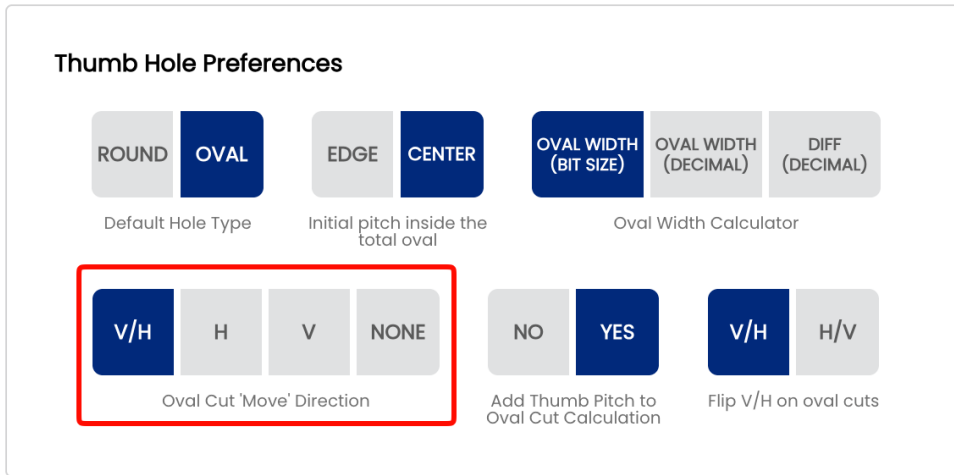 Thumb Hole Preferences
ROUND OVAL
Default Hole Type
EDGE CENTER
Initial pitch inside the
total oval
OVAL WIDTH
(BIT SIZE)
OVAL WIDTH
(DECIMAL)
DIFF
(DECIMAL)
Oval Width Calculator
V/H H V NONE
Oval Cut 'Move' Direction
NO YES
Add Thumb Pitch to
Oval Cut Calculation
V/H H/V
Flip V/H on oval cuts